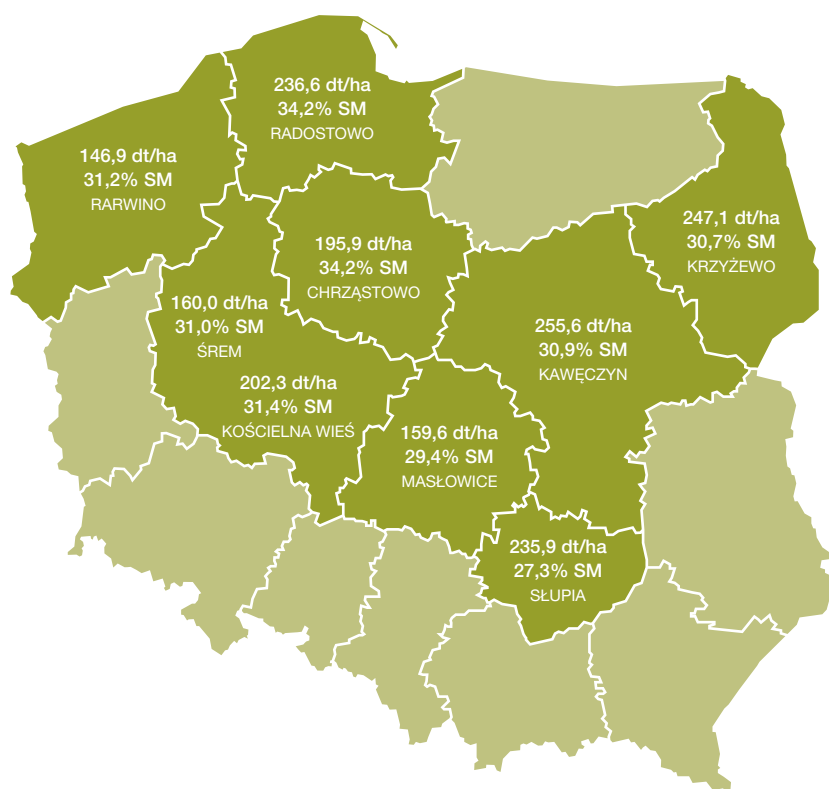 236,6 dt/ha
34,2% SM
RADOSTOWO
146,9 dt/ha
31,2% SM
RARWINO
195,9 dt/ha
34,2% SM
CHRZĄSTOWO
247,1 dt/ha
30,7% SM
KRZYŻEWO
160,0 dt/ha
31,0% SM
ŚREM
255,6 dt/ha
30,9% SM
KAWĘCZYN
202,3 dt/ha
31,4% SM
KOŚCIELNA WIEŚ
159,6 dt/ha
29,4% SM
MASŁOWICE
235,9 dt/ha
27,3% SM
SŁUPIA